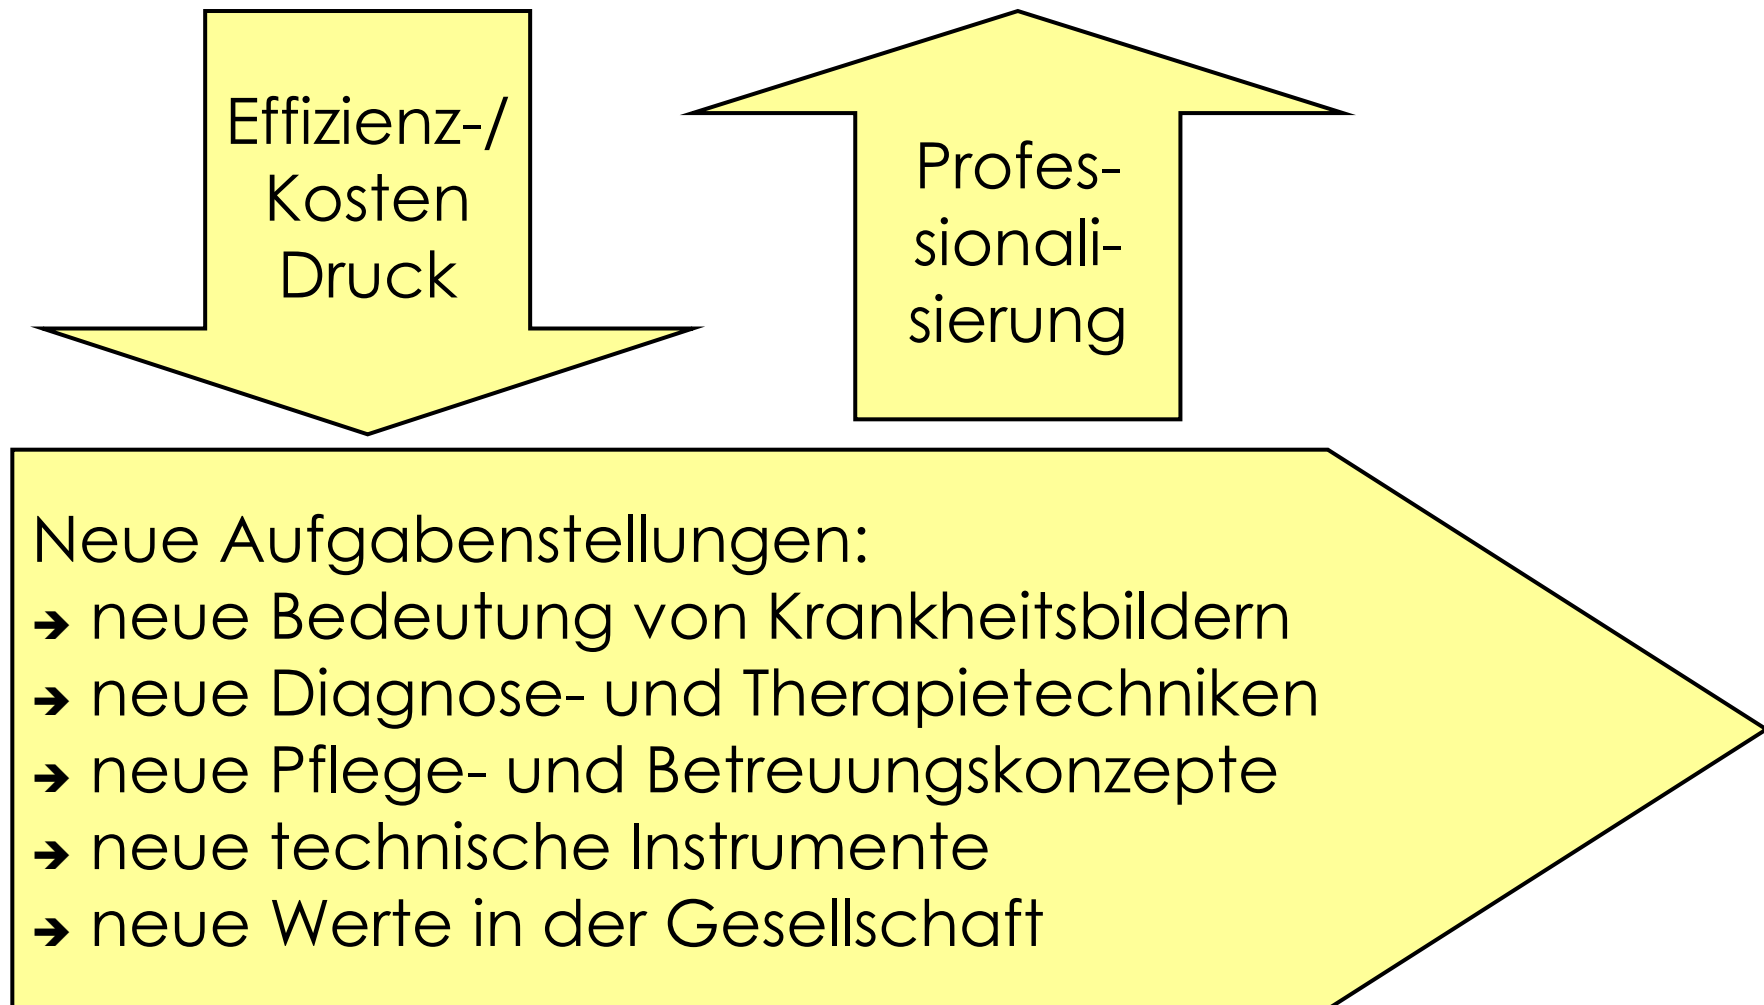 Effizienz-/
Kosten
Druck
Profes-
sionali-
sierung
Neue Aufgabenstellungen:
➔ neue Bedeutung von Krankheitsbildern
➔ neue Diagnose- und Therapietechniken
➔ neue Pflege- und Betreuungskonzepte
➔ neue technische Instrumente
➔ neue Werte in der Gesellschaft